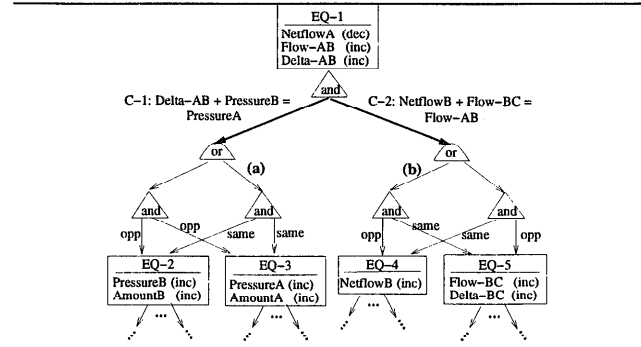 EQ-1
NetflowA (dec)
Flow-AB (inc)
Delta-AB (inc)
and
C-1: Delta-AB + PressureB =
PressureA
C-2: NetflowB + Flow-BC =
Flow-AB
or
(a)
(b)
or
and
and
and
and
opp
opp
same
same
opp
same
same
opp
EQ-2
PressureB (inc)
AmountB (inc)
EQ-3
PressureA (inc)
AmountA (inc)
EQ-4
NetflowB (inc)
EQ-5
Flow-BC (inc)
Delta-BC (inc)
...
...
...
...
...
...
...
...
...
...
...
...